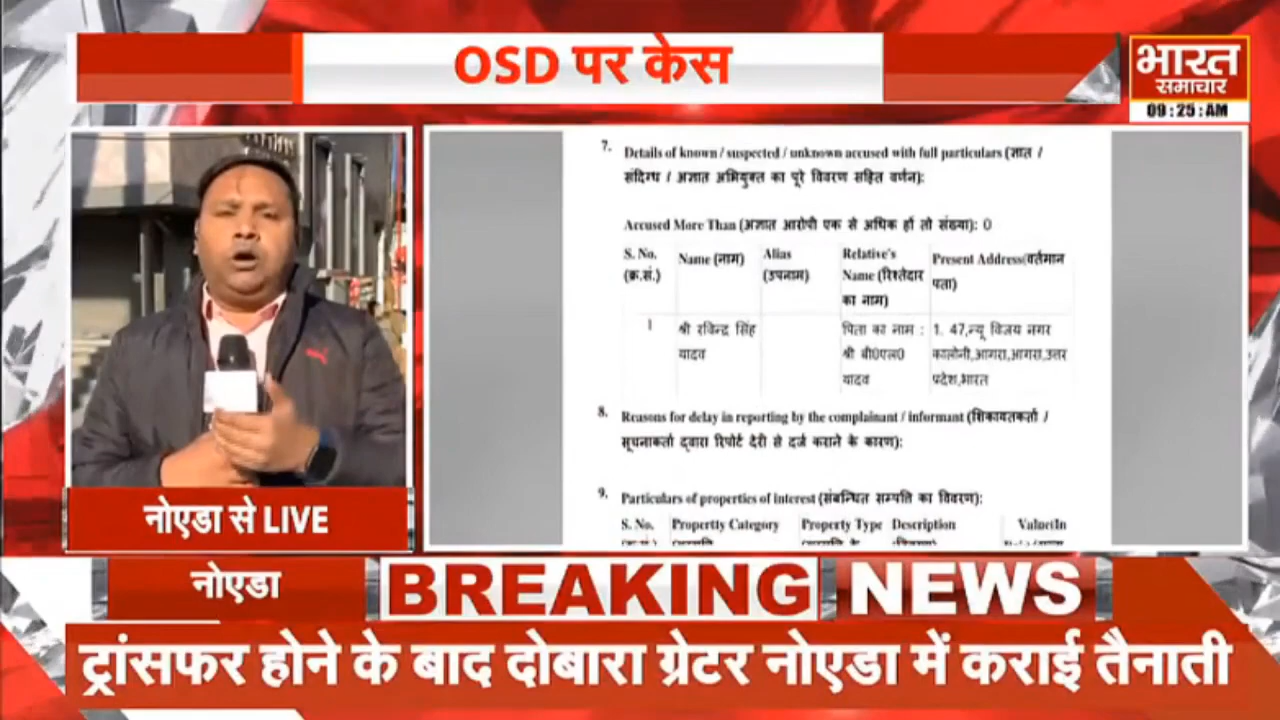 OSD पर केस
भारत
समाचार
09:25:AM
7. Details of known / suspected / unknown accused with full particulars (ज्ञात /
संदिग्ध / अज्ञात अभियुक्त का पूरे विवरण सहित वर्णन):
Accused More Than (अज्ञात आरोपी एक से अधिक हों तो संख्या): 0
S. No. Name (नाम) Alias Relative's Present Address(वर्तमान
(क्र.सं.) (उपनाम) Name (रिश्तेदार पता)
का नाम)
1 श्री रविन्द्र सिंह पिता का नाम : 1. 47,न्यू विजय नगर
यादव श्री बी0एल0 कालोनी,आगरा,आगरा,उत्तर
यादव प्रदेश,भारत
8. Reasons for delay in reporting by the complainant / informant (शिकायतकर्ता /
सूचनाकर्ता द्वारा रिपोर्ट देरी से दर्ज कराने के कारण):
9. Particulars of properties of interest (संबन्धित सम्पत्ति का विवरण):
S. No. Propertty Category Property Type Description Value(In
नोएडा से LIVE
नोएडा
BREAKING NEWS
ट्रांसफर होने के बाद दोबारा ग्रेटर नोएडा में कराई तैनाती